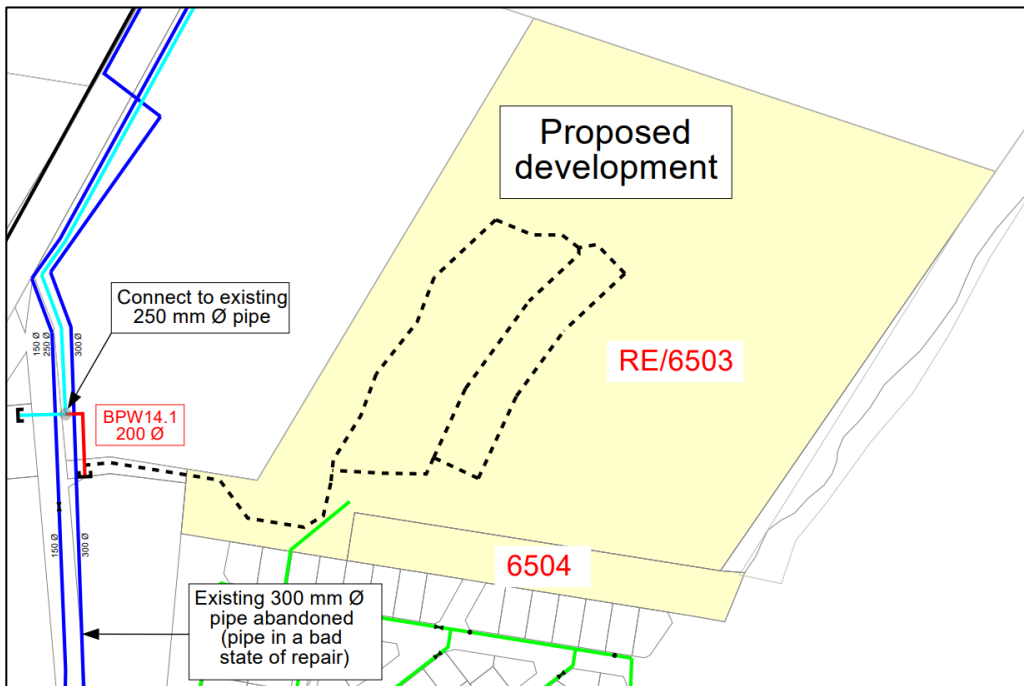 Proposed
development
Connect to existing
250 mm Ø pipe
150 Ø
250 Ø
300 Ø
RE/6503
BPW14.1
200 Ø
150 Ø
300 Ø
6504
Existing 300 mm Ø
pipe abandoned
(pipe in a bad
state of repair)